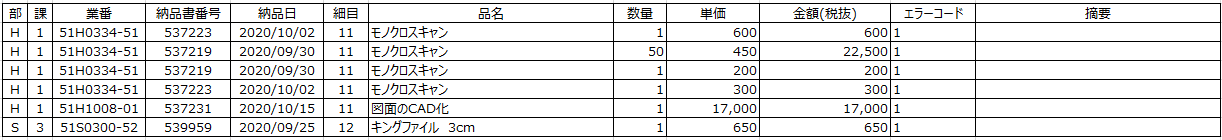 部 課 業番 納品書番号 納品日 細目 品名 数量 単価 金額(税抜) エラーコード 摘要
H 1 51H0334-51 537223 2020/10/02 11 モノクロスキャン 1 600 600 1
H 1 51H0334-51 537219 2020/09/30 11 モノクロスキャン 50 450 22,500 1
H 1 51H0334-51 537219 2020/09/30 11 モノクロスキャン 1 200 200 1
H 1 51H0334-51 537223 2020/10/02 11 モノクロスキャン 1 300 300 1
H 1 51H1008-01 537231 2020/10/15 11 図面のCAD化 1 17,000 17,000 1
S 3 51S0300-52 539959 2020/09/25 12 キングファイル 3cm 1 650 650 1